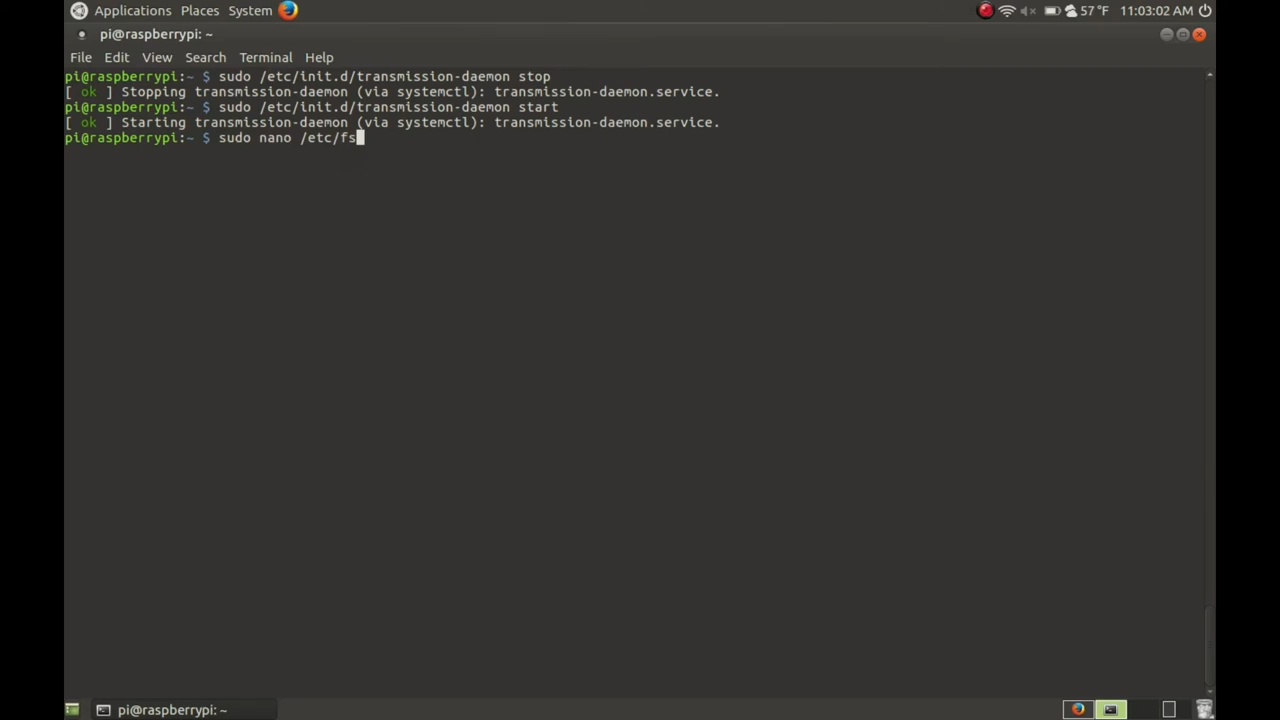 Applications Places System 57 °F 11:03:02 AM
pi@raspberrypi: ~
File Edit View Search Terminal Help
pi@raspberrypi:~ $ sudo /etc/init.d/transmission-daemon stop
[ ok ] Stopping transmission-daemon (via systemctl): transmission-daemon.service.
pi@raspberrypi:~ $ sudo /etc/init.d/transmission-daemon start
[ ok ] Starting transmission-daemon (via systemctl): transmission-daemon.service.
pi@raspberrypi:~ $ sudo nano /etc/fs
pi@raspberrypi: ~